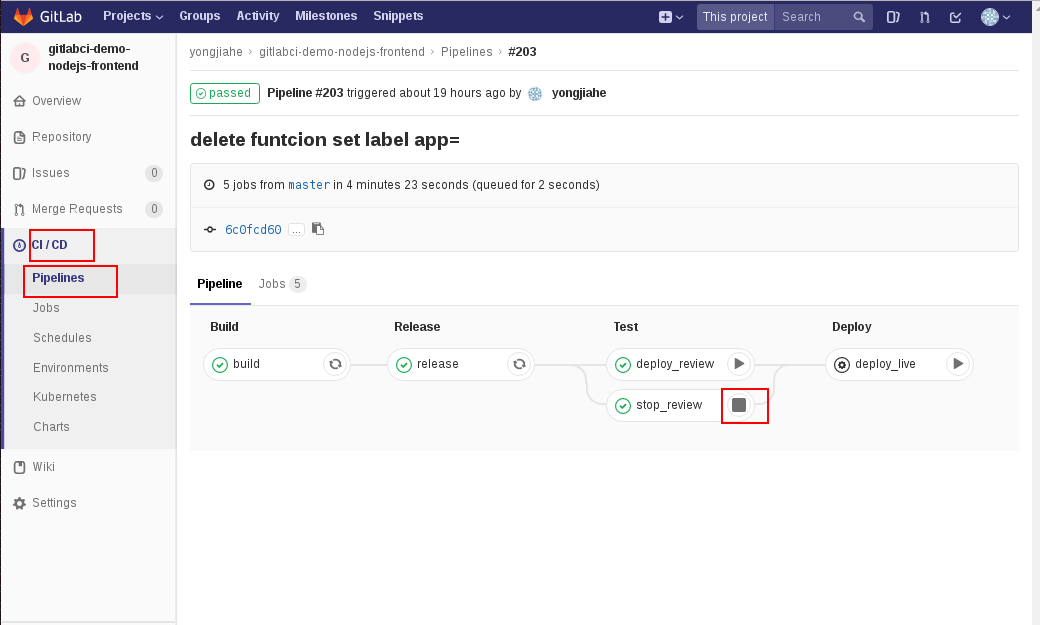 GitLab Projects Groups Activity Milestones Snippets This project Search
G gitlabci-demo-nodejs-frontend
Overview
Repository
Issues 0
Merge Requests 0
CI / CD
Pipelines
Jobs
Schedules
Environments
Kubernetes
Charts
Wiki
Settings
yongjiahe › gitlabci-demo-nodejs-frontend › Pipelines › #203
passed Pipeline #203 triggered about 19 hours ago by yongjiahe
delete funtcion set label app=
5 jobs from master in 4 minutes 23 seconds (queued for 2 seconds)
6c0fcd60 ...
Pipeline Jobs 5
Build Release Test Deploy
build release deploy_review deploy_live
stop_review